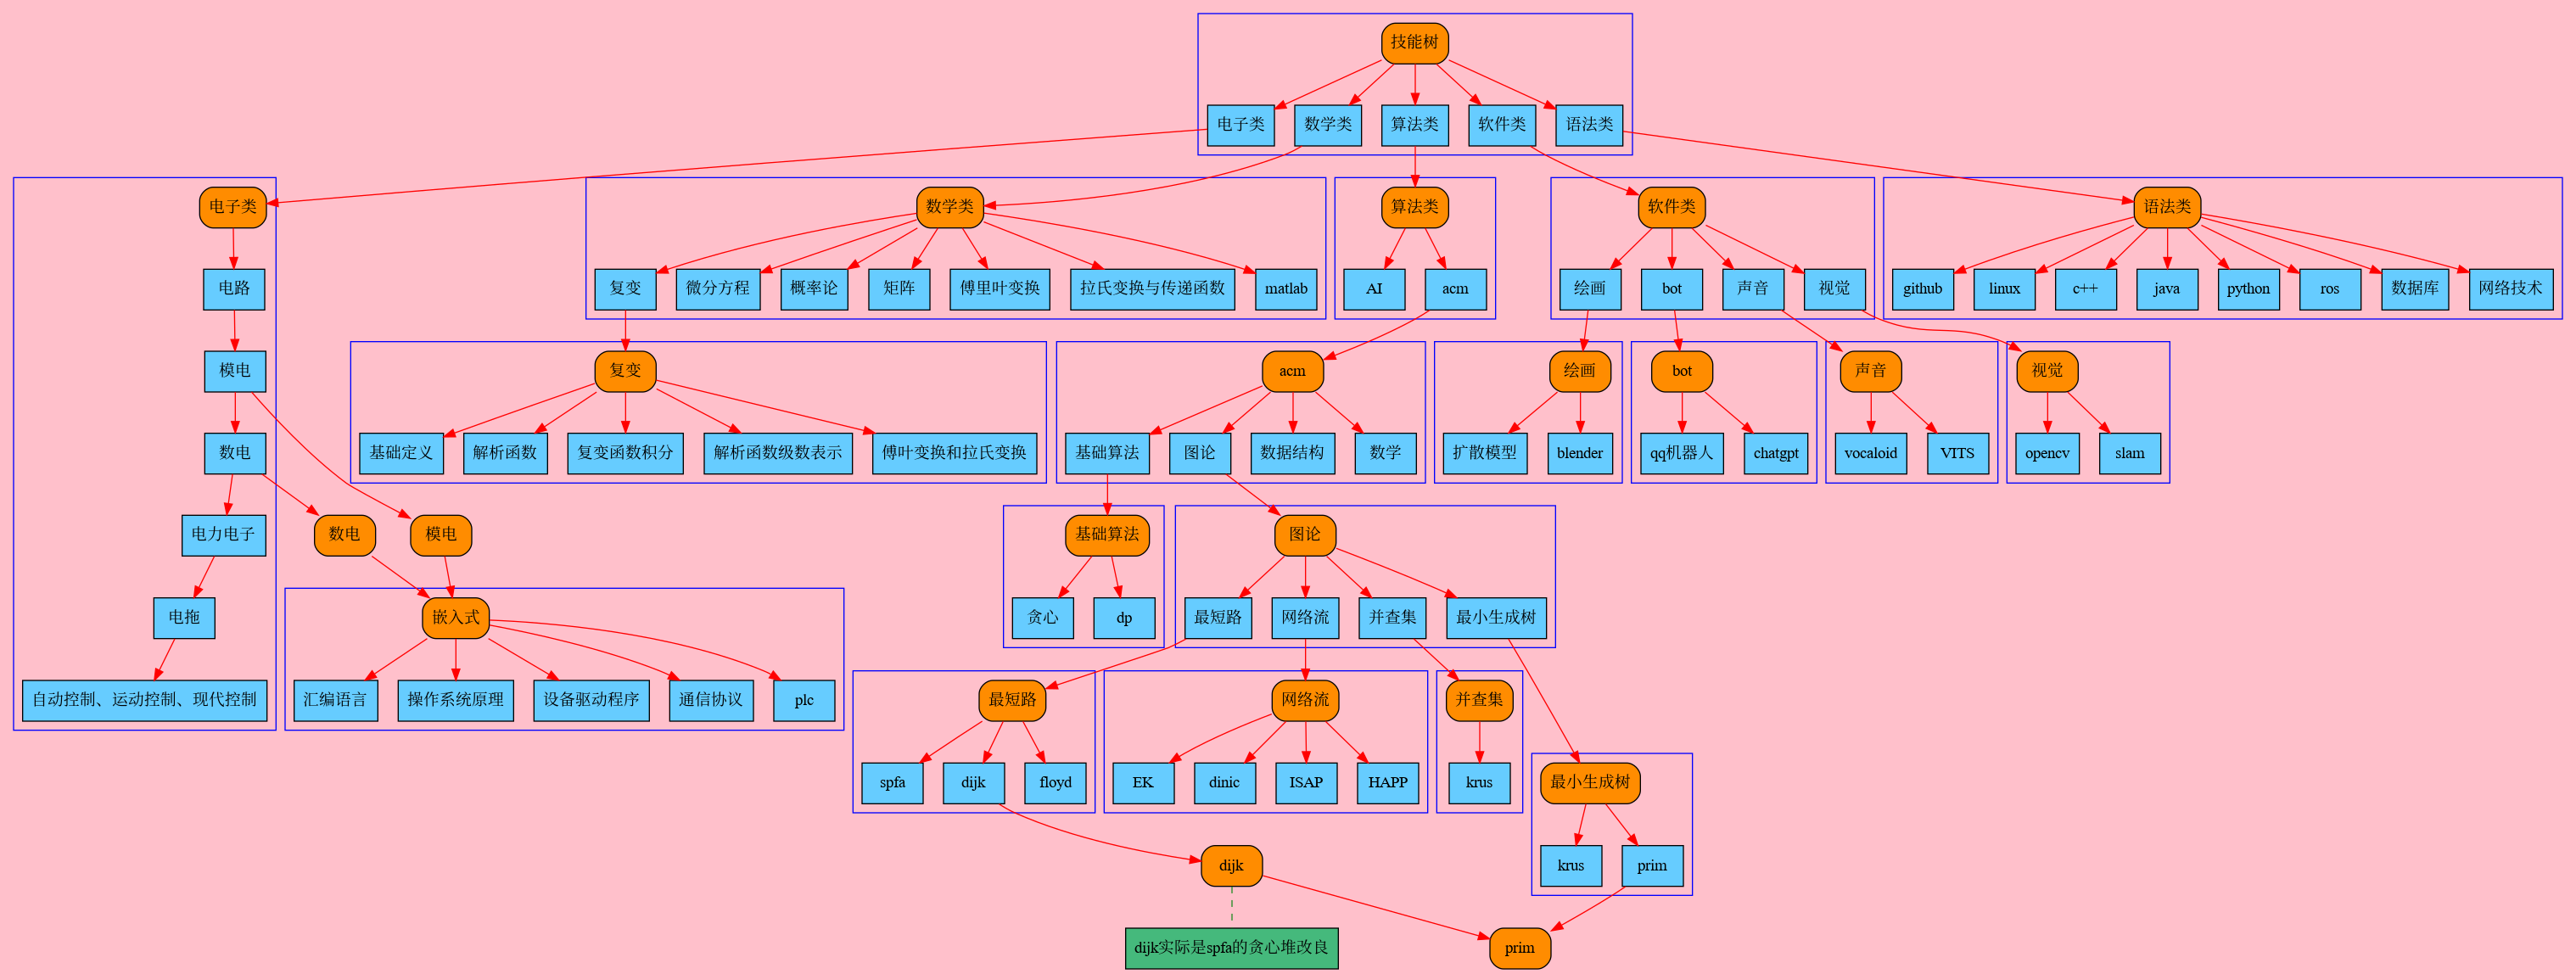 技能树
电子类
数学类
算法类
软件类
语法类
电子类
数学类
算法类
软件类
语法类
电路
复变
微分方程
概率论
矩阵
傅里叶变换
拉氏变换与传递函数
matlab
AI
acm
绘画
bot
声音
视觉
github
linux
c++
java
python
ros
数据库
网络技术
模电
复变
acm
绘画
bot
声音
视觉
数电
基础定义
解析函数
复变函数积分
解析函数级数表示
傅叶变换和拉氏变换
基础算法
图论
数据结构
数学
扩散模型
blender
qq机器人
chatgpt
vocaloid
VITS
opencv
slam
电力电子
数电
模电
基础算法
图论
电拖
嵌入式
贪心
dp
最短路
网络流
并查集
最小生成树
自动控制、运动控制、现代控制
汇编语言
操作系统原理
设备驱动程序
通信协议
plc
最短路
网络流
并查集
spfa
dijk
floyd
EK
dinic
ISAP
HAPP
krus
最小生成树
dijk
krus
prim
dijk实际是spfa的贪心堆改良
prim